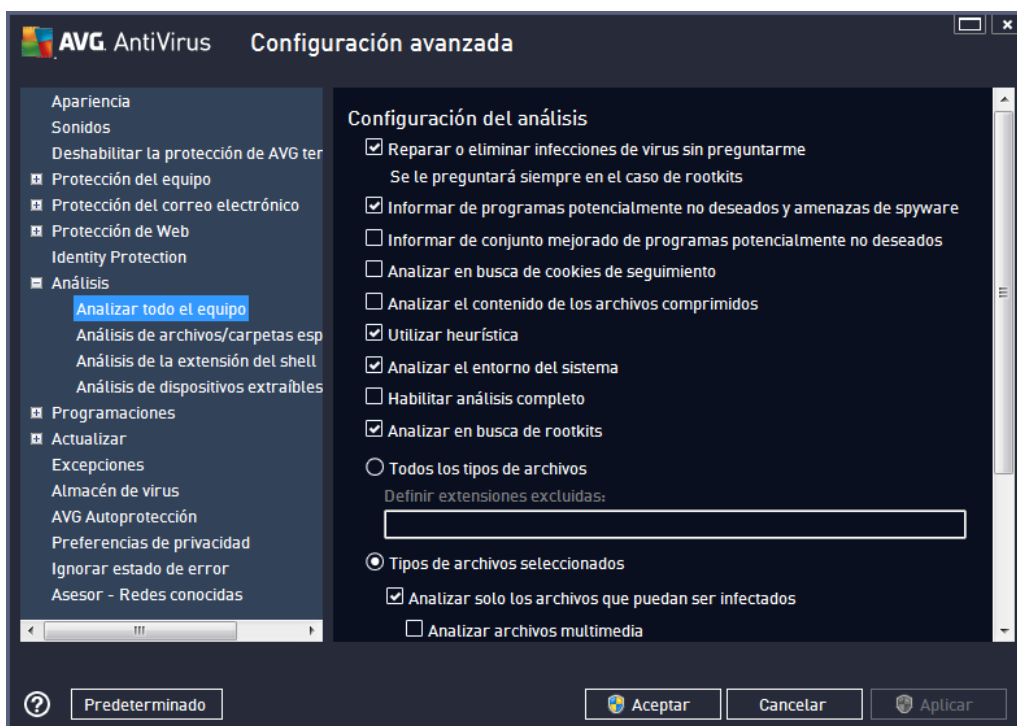 AVG. AntiVirus Configuración avanzada
Apariencia
Sonidos
Deshabilitar la protección de AVG ter
Protección del equipo
Protección del correo electrónico
Protección de Web
Identity Protection
Análisis
Analizar todo el equipo
Análisis de archivos/carpetas esp
Análisis de la extensión del shell
Análisis de dispositivos extraíbles
Programaciones
Actualizar
Excepciones
Almacén de virus
AVG Autoprotección
Preferencias de privacidad
Ignorar estado de error
Asesor - Redes conocidas
Configuración del análisis
Reparar o eliminar infecciones de virus sin preguntarme
Se le preguntará siempre en el caso de rootkits
Informar de programas potencialmente no deseados y amenazas de spyware
Informar de conjunto mejorado de programas potencialmente no deseados
Analizar en busca de cookies de seguimiento
Analizar el contenido de los archivos comprimidos
Utilizar heurística
Analizar el entorno del sistema
Habilitar análisis completo
Analizar en busca de rootkits
Todos los tipos de archivos
Definir extensiones excluidas:
Tipos de archivos seleccionados
Analizar solo los archivos que puedan ser infectados
Analizar archivos multimedia
? Predeterminado Aceptar Cancelar Aplicar